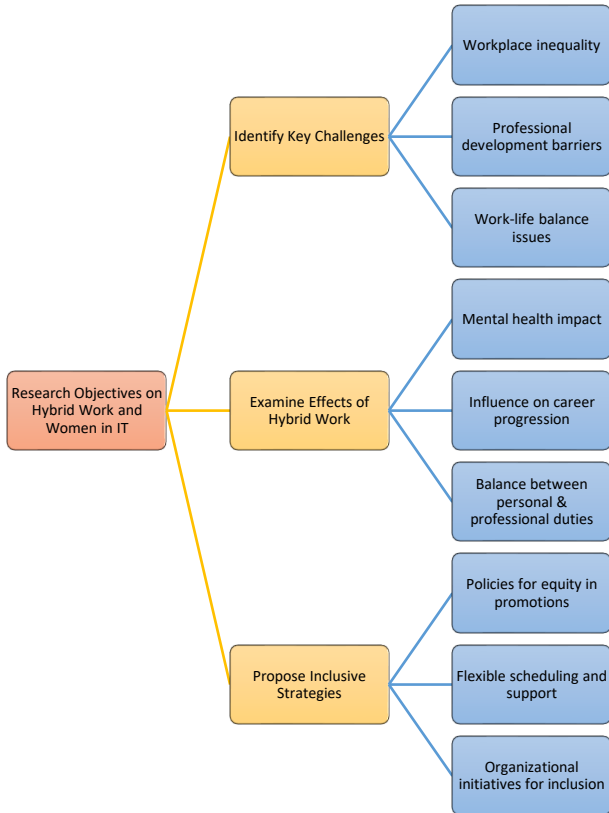 Research Objectives on
Hybrid Work and
Women in IT
Identify Key Challenges
Workplace inequality
Professional
development barriers
Work-life balance
issues
Examine Effects of
Hybrid Work
Mental health impact
Influence on career
progression
Balance between
personal &
professional duties
Propose Inclusive
Strategies
Policies for equity in
promotions
Flexible scheduling and
support
Organizational
initiatives for inclusion